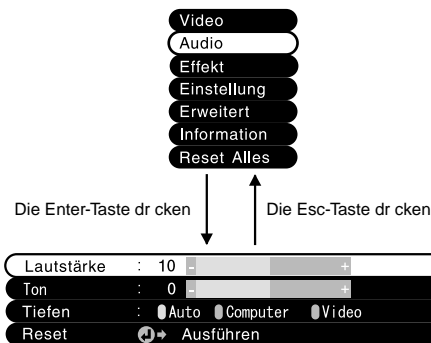 Video
Audio
Effekt
Einstellung
Erweitert
Information
Reset Alles
Die Enter-Taste dr cken
Die Esc-Taste dr cken
Lautstärke : 10 - +
Ton : 0 - +
Tiefen : Auto Computer Video
Reset Ausführen